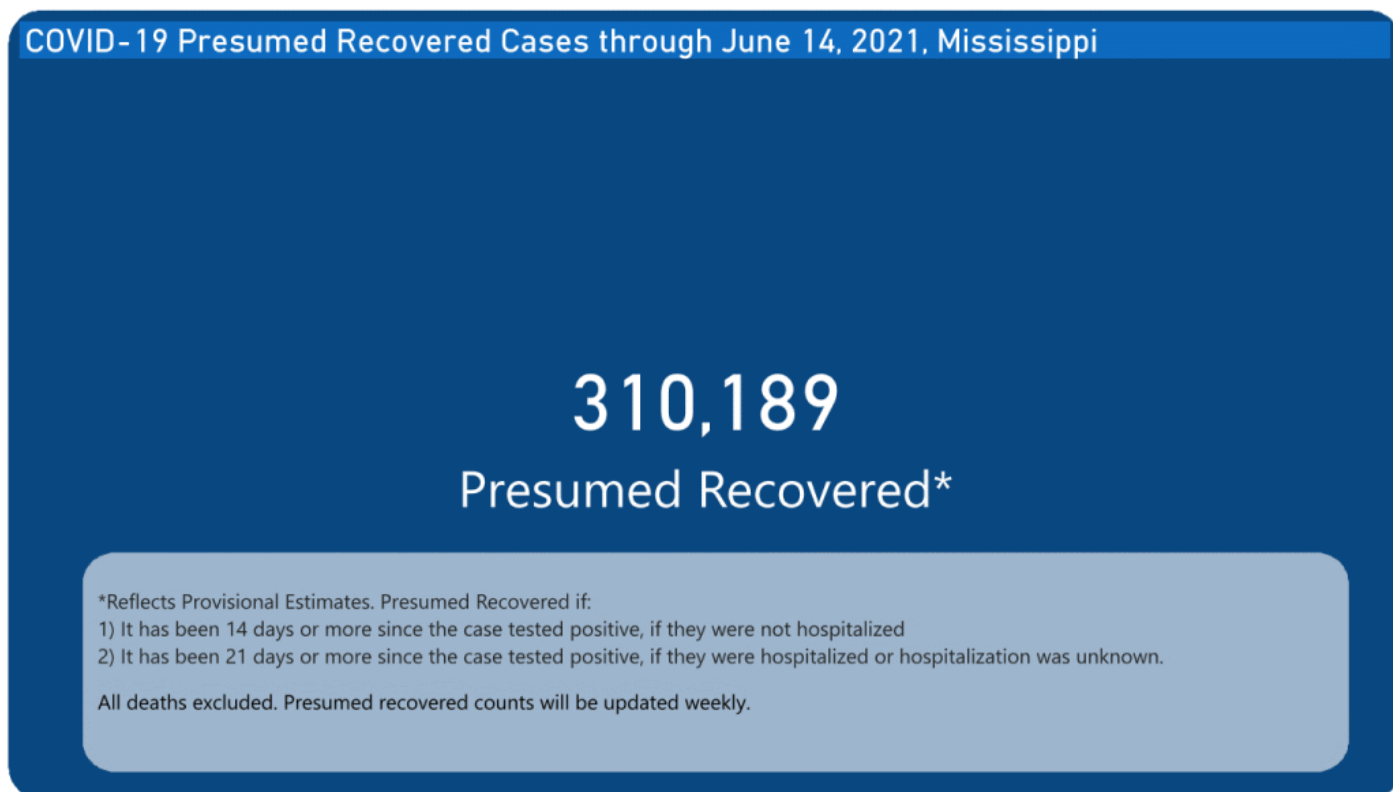 COVID-19 Presumed Recovered Cases through June 14, 2021, Mississippi
310,189
Presumed Recovered*
*Reflects Provisional Estimates. Presumed Recovered if:
1) It has been 14 days or more since the case tested positive, if they were not hospitalized
2) It has been 21 days or more since the case tested positive, if they were hospitalized or hospitalization was unknown.
All deaths excluded. Presumed recovered counts will be updated weekly.